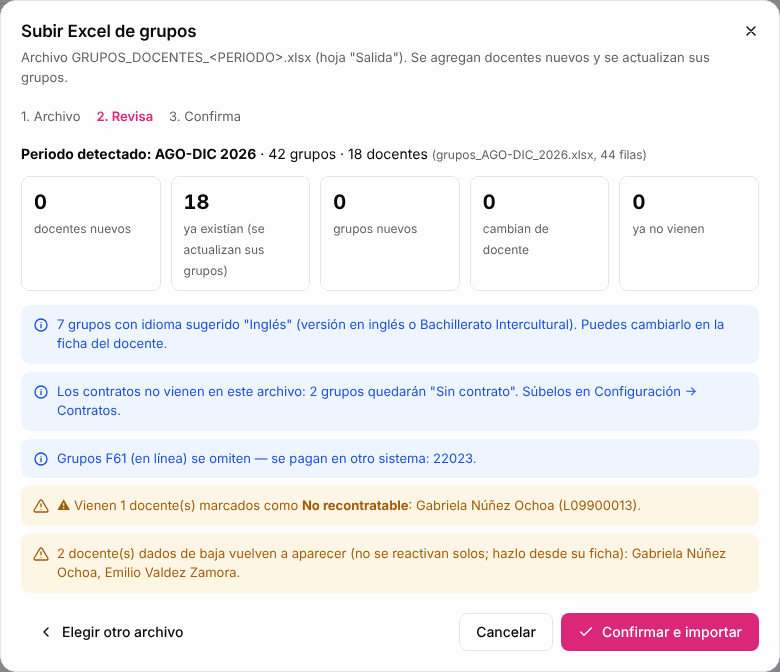 Subir Excel de grupos
Archivo GRUPOS_DOCENTES_<PERIODO>.xlsx (hoja "Salida"). Se agregan docentes nuevos y se actualizan sus
grupos.
1. Archivo 2. Revisa 3. Confirma
Periodo detectado: AGO-DIC 2026 · 42 grupos · 18 docentes (grupos_AGO-DIC_2026.xlsx, 44 filas)
0
docentes nuevos
18
ya existían (se
actualizan sus
grupos)
0
grupos nuevos
0
cambian de
docente
0
ya no vienen
7 grupos con idioma sugerido "Inglés" (versión en inglés o Bachillerato Intercultural). Puedes cambiarlo en la
ficha del docente.
Los contratos no vienen en este archivo: 2 grupos quedarán "Sin contrato". Súbelos en Configuración →
Contratos.
Grupos F61 (en línea) se omiten — se pagan en otro sistema: 22023.
⚠ Vienen 1 docente(s) marcados como No recontratable: Gabriela Núñez Ochoa (L09900013).
2 docente(s) dados de baja vuelven a aparecer (no se reactivan solos; hazlo desde su ficha): Gabriela Núñez
Ochoa, Emilio Valdez Zamora.
Elegir otro archivo
Cancelar
Confirmar e importar